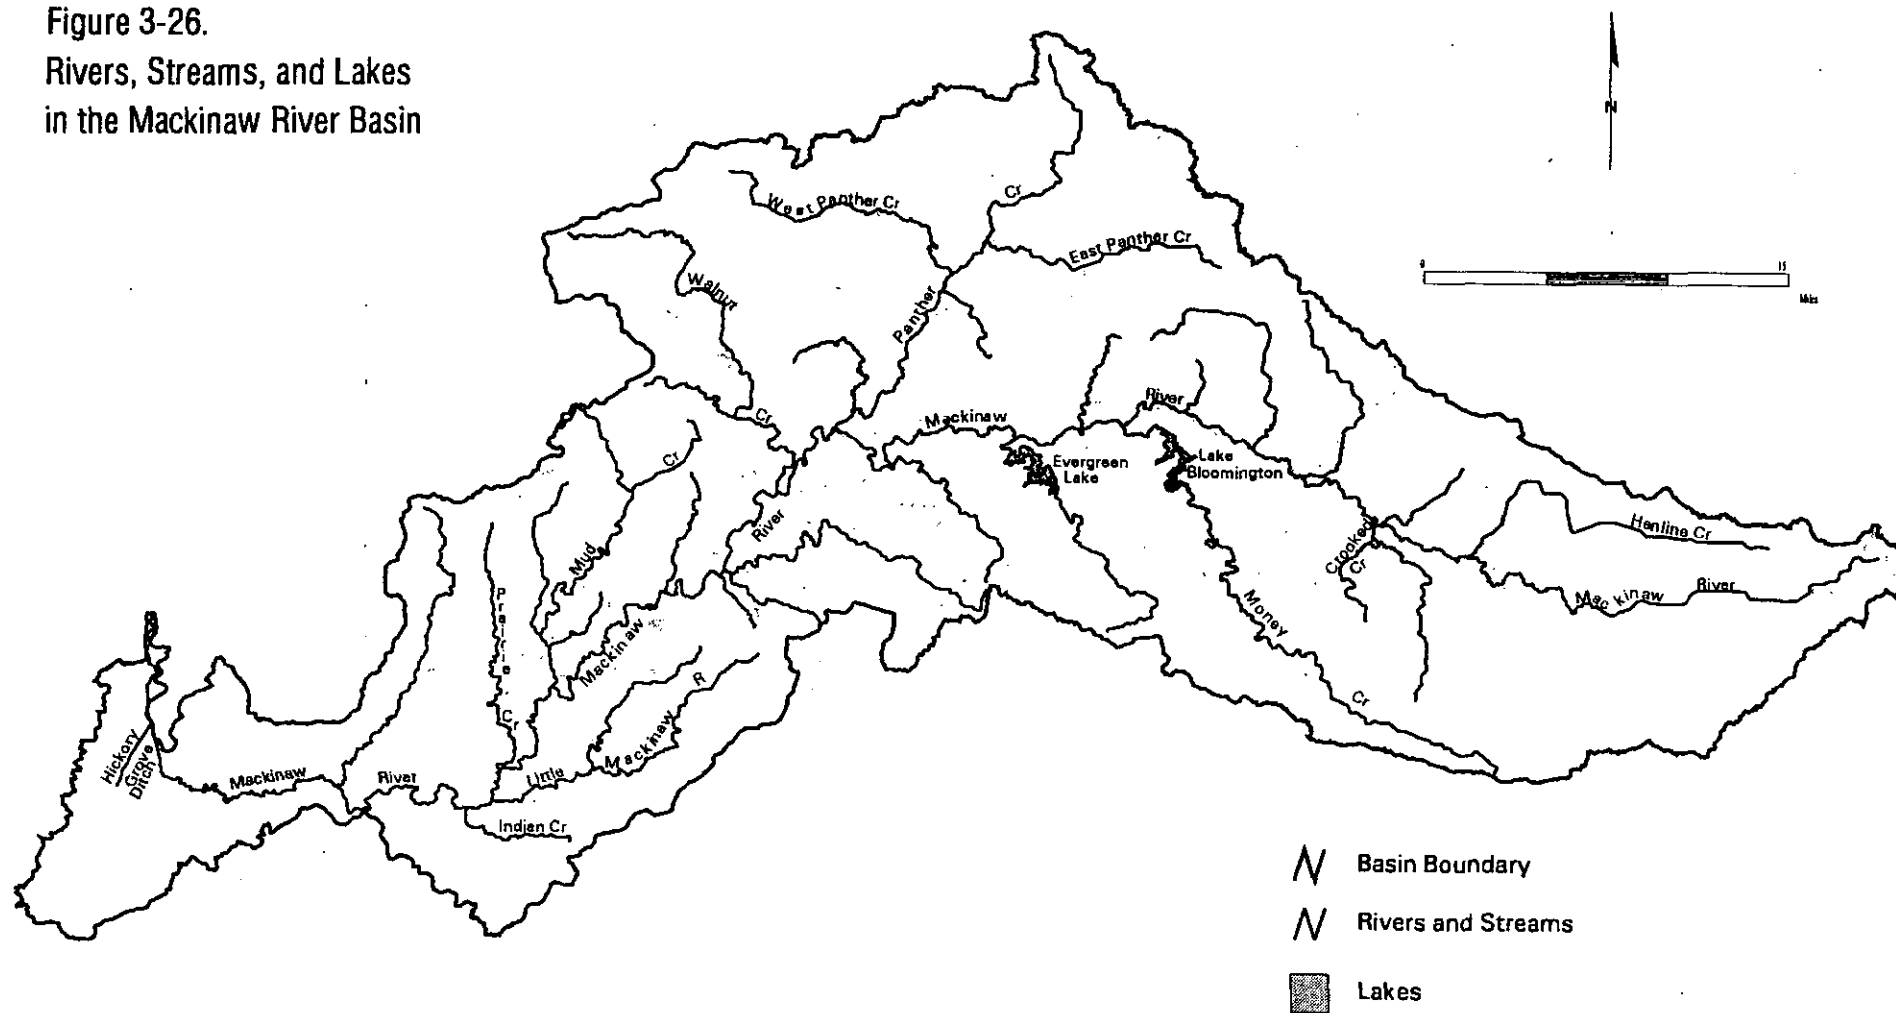 Figure 3-26.
Rivers, Streams, and Lakes
in the Mackinaw River Basin
N
0 15
Miles
West Panther Cr
Cr
East Panther Cr
Walnut
Panther
Cr
Mackinaw
River
Cr
Evergreen
Lake
Lake
Bloomington
River
Crooked
Cr
Henline Cr
Mackinaw River
Mud
Prairie Cr
Mackinaw
Money
Cr
R
Hickory
Grove
Ditch
Mackinaw River
Little Mackinaw
Indian Cr
Basin Boundary
Rivers and Streams
Lakes